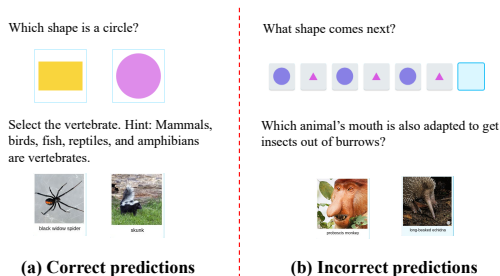 Which shape is a circle?
Select the vertebrate. Hint: Mammals,
birds, fish, reptiles, and amphibians
are vertebrates.
black widow spider
skunk
(a) Correct predictions
What shape comes next?
Which animal's mouth is also adapted to get
insects out of burrows?
proboscis monkey
long-beaked echidna
(b) Incorrect predictions